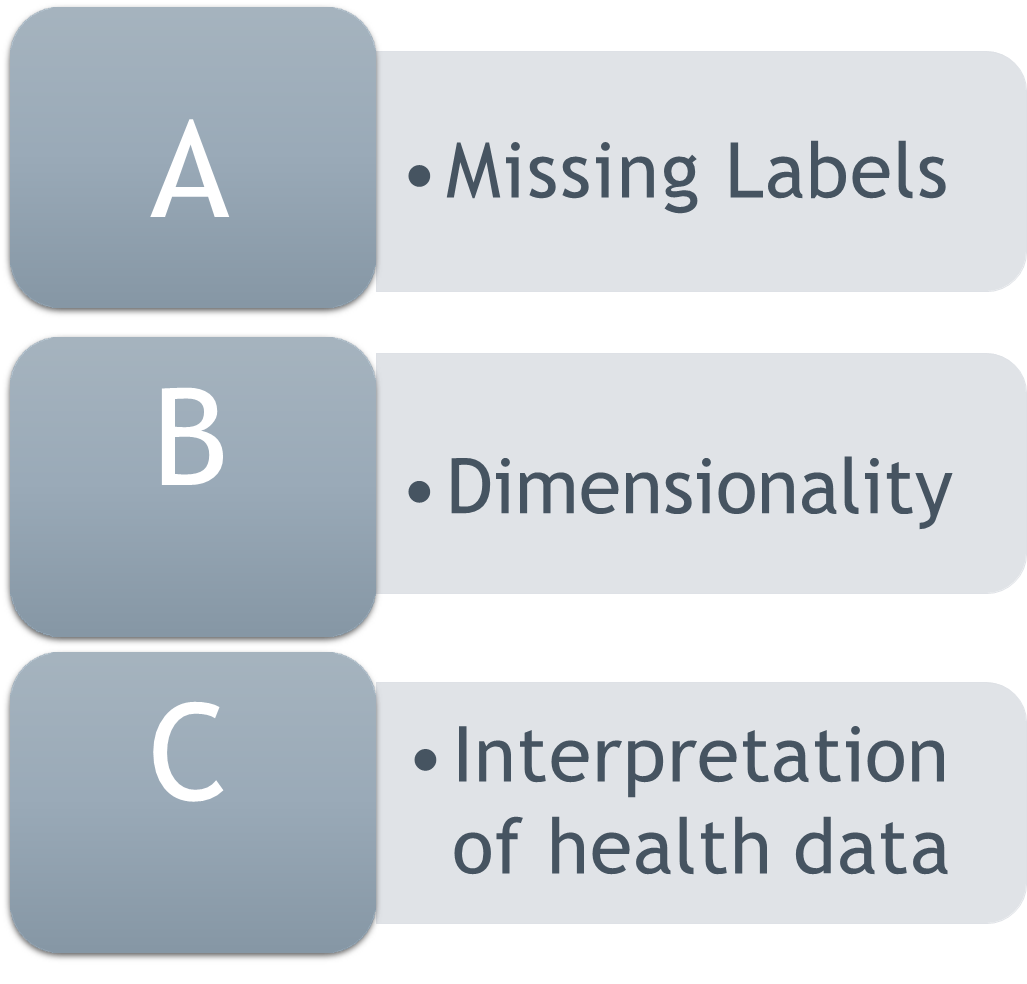 A
• Missing Labels
B
• Dimensionality
C
• Interpretation
of health data